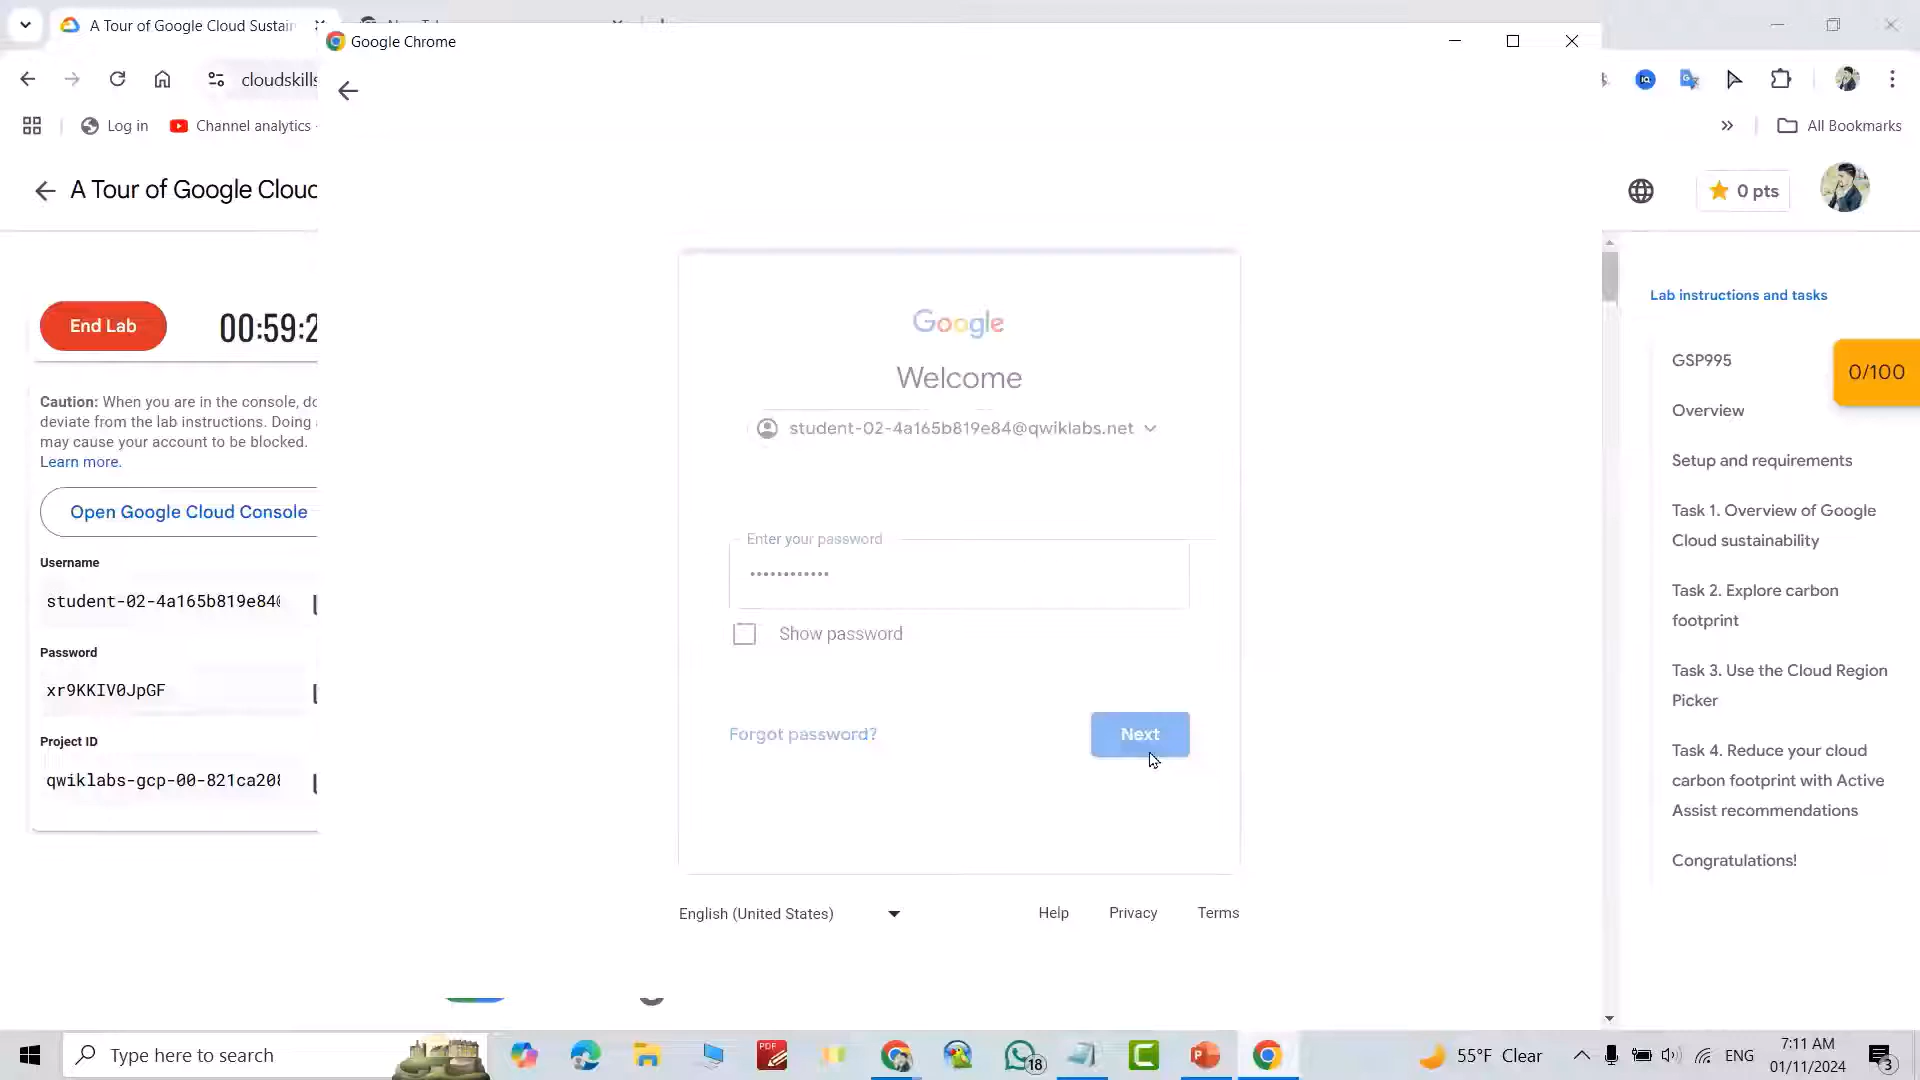 A Tour of Google Cloud Sustain
Google Chrome
cloudskills
Log in
Channel analytics
All Bookmarks
A Tour of Google Cloud
0 pts
End Lab
00:59:2
Caution: When you are in the console, do
deviate from the lab instructions. Doing
may cause your account to be blocked.
Learn more.
Open Google Cloud Console
Username
student-02-4a165b819e84
Password
xr9KKIV0JpGF
Project ID
qwiklabs-gcp-00-821ca20
Google
Welcome
student-02-4a165b819e84@qwiklabs.net
Enter your password
••••••••••••
Show password
Forgot password?
Next
English (United States)
Help
Privacy
Terms
Lab instructions and tasks
0/100
GSP995
Overview
Setup and requirements
Task 1. Overview of Google
Cloud sustainability
Task 2. Explore carbon
footprint
Task 3. Use the Cloud Region
Picker
Task 4. Reduce your cloud
carbon footprint with Active
Assist recommendations
Congratulations!
Type here to search
PDF
18
55°F Clear
ENG
7:11 AM
01/11/2024
3